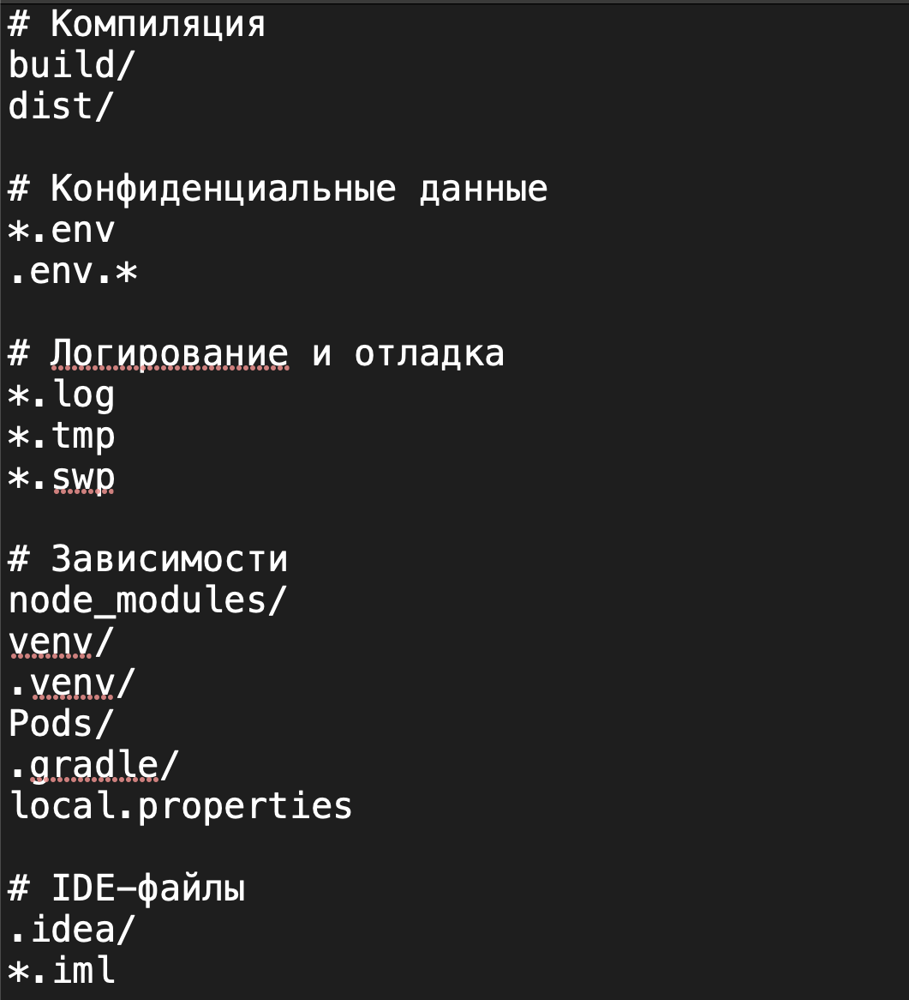 # Компиляция
build/
dist/
# Конфиденциальные данные
*.env
.env.*
# Логирование и отладка
*.log
*.tmp
*.swp
# Зависимости
node_modules/
venv/
.venv/
Pods/
.gradle/
local.properties
# IDE-файлы
.idea/
*.iml